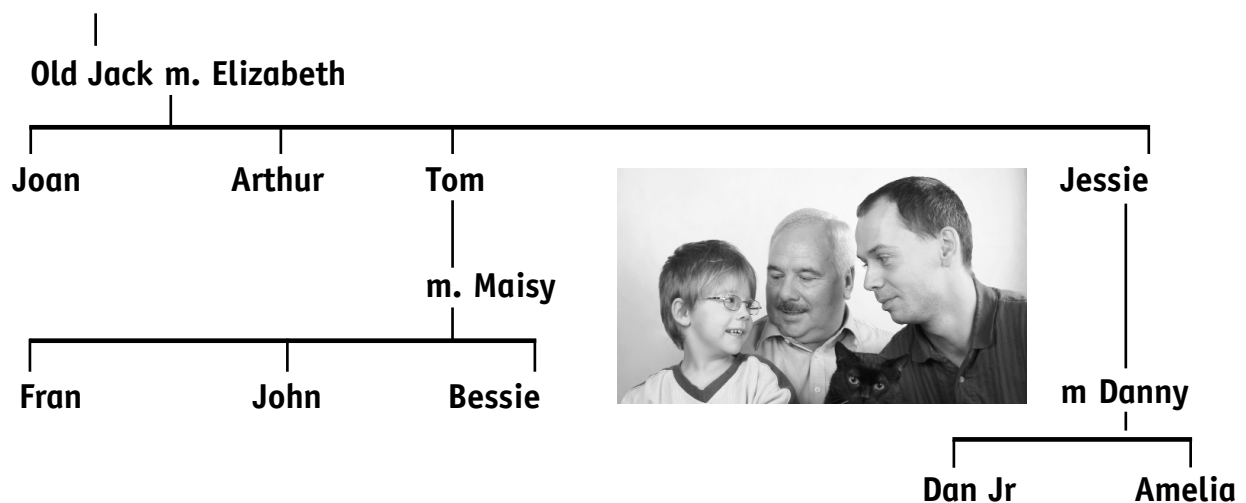 Old Jack m. Elizabeth
Joan Arthur Tom Jessie
m. Maisy
Fran John Bessie m Danny
Dan Jr Amelia